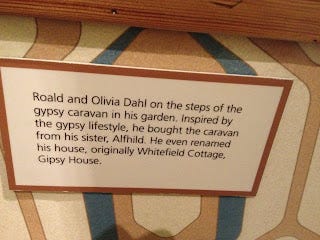 Roald and Olivia Dahl on the steps of the
gypsy caravan in his garden. Inspired by
the gypsy lifestyle, he bought the caravan
from his sister, Alfhild. He even renamed
his house, originally Whitefield Cottage,
Gipsy House.